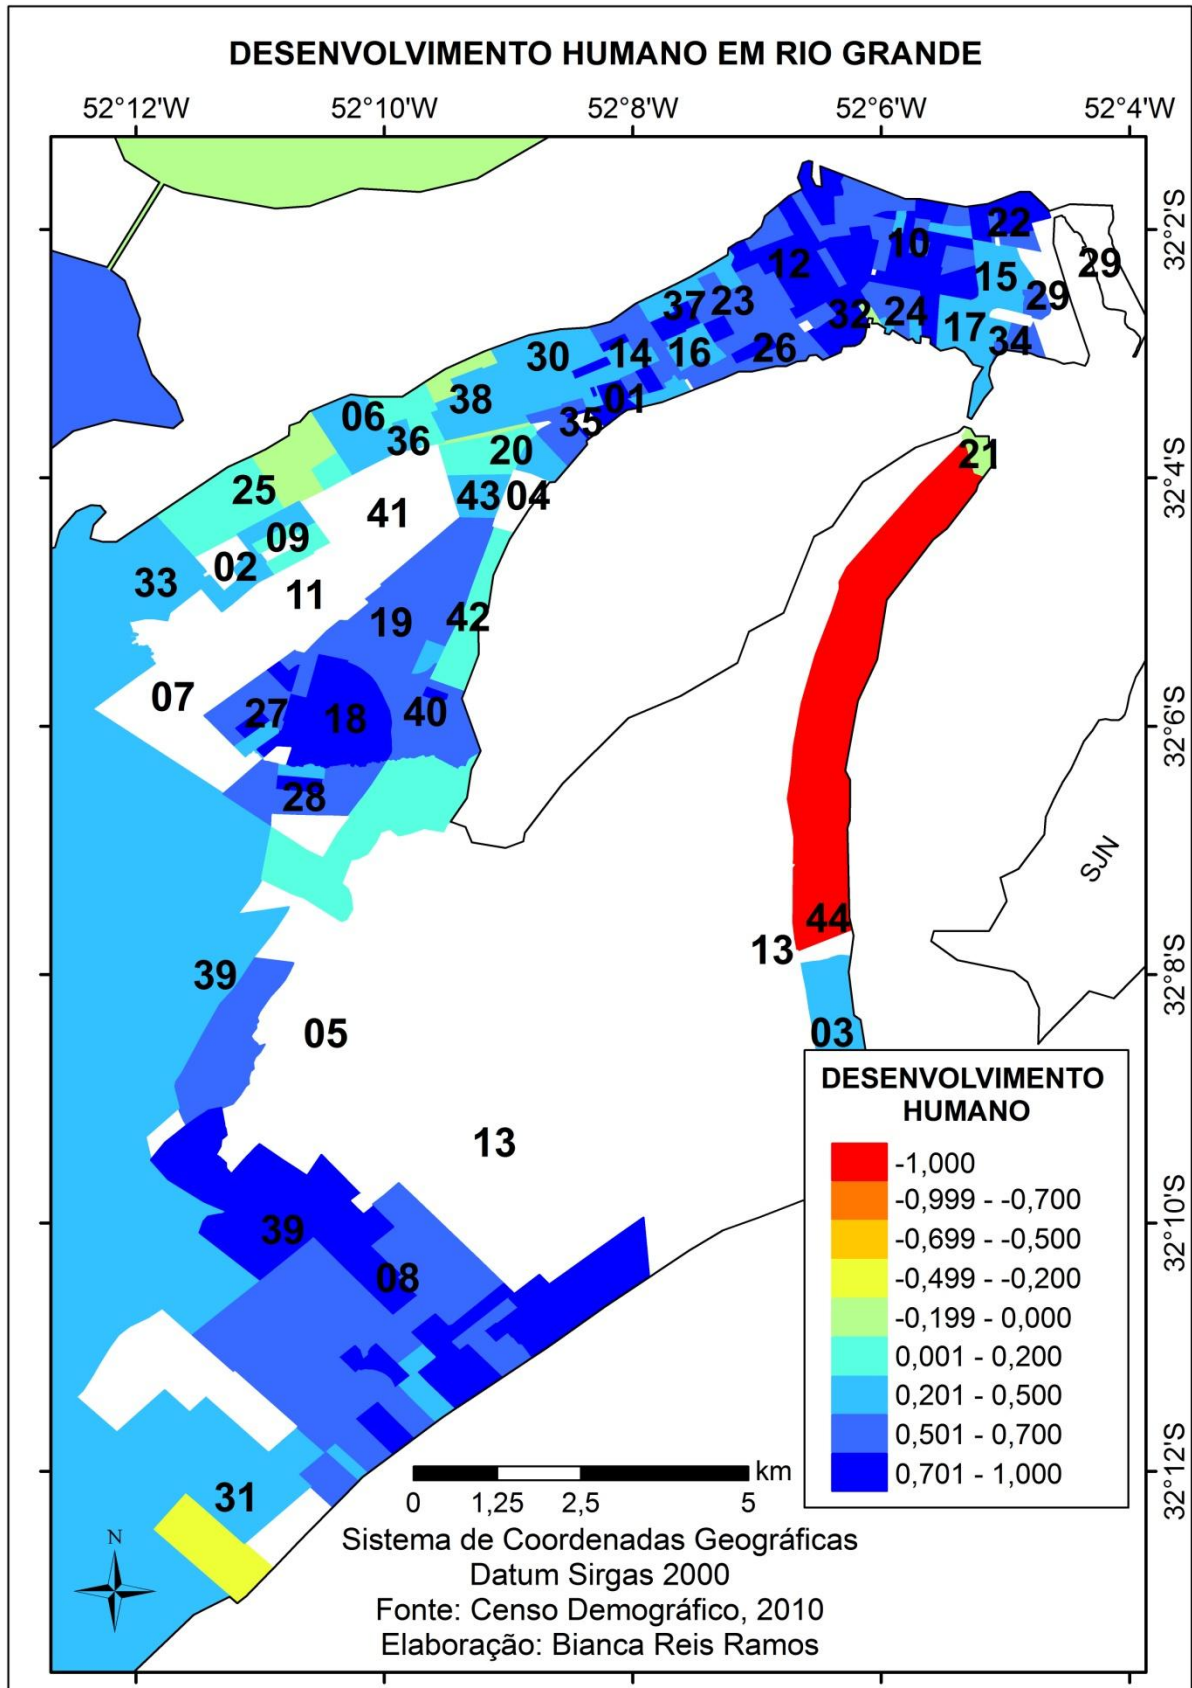 DESENVOLVIMENTO HUMANO EM RIO GRANDE
52°12'W 52°10'W 52°8'W 52°6'W 52°4'W
32°2'S
32°4'S
32°6'S
32°8'S
32°10'S
32°12'S
22
10
29
12
15
29
37
23
32
24
17
34
30
14
16
26
38
01
35
06
36
20
21
25
43
04
41
09
02
33
11
19
42
07
27
18
40
28
SJN
44
13
39
05
03
13
39
08
31
DESENVOLVIMENTO
HUMANO
-1,000
-0,999 - -0,700
-0,699 - -0,500
-0,499 - -0,200
-0,199 - 0,000
0,001 - 0,200
0,201 - 0,500
0,501 - 0,700
0,701 - 1,000
km
0 1,25 2,5 5
N
Sistema de Coordenadas Geográficas
Datum Sirgas 2000
Fonte: Censo Demográfico, 2010
Elaboração: Bianca Reis Ramos